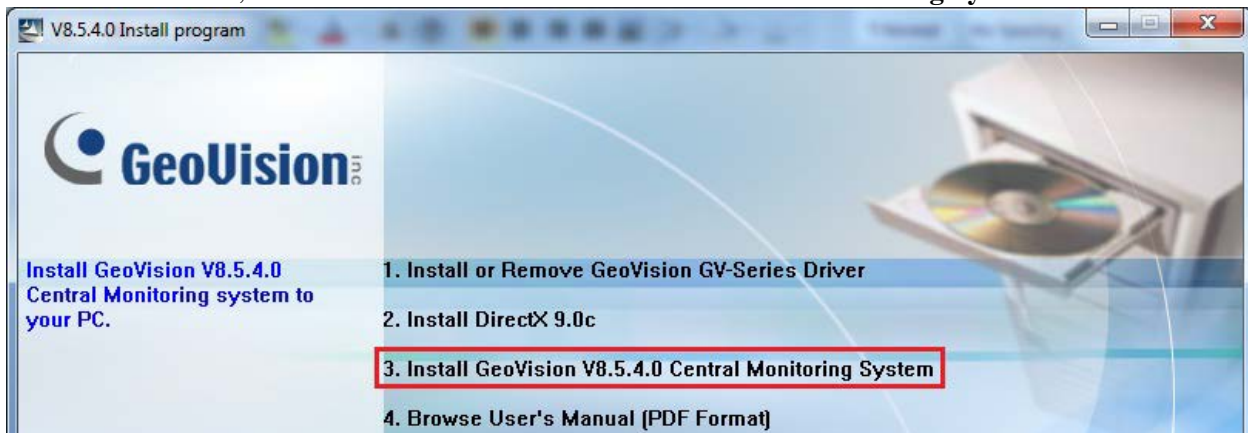 V8.5.4.0 Install program
GeoVision inc
Install GeoVision V8.5.4.0
Central Monitoring system to
your PC.
1. Install or Remove GeoVision GV-Series Driver
2. Install DirectX 9.0c
3. Install GeoVision V8.5.4.0 Central Monitoring System
4. Browse User's Manual (PDF Format)